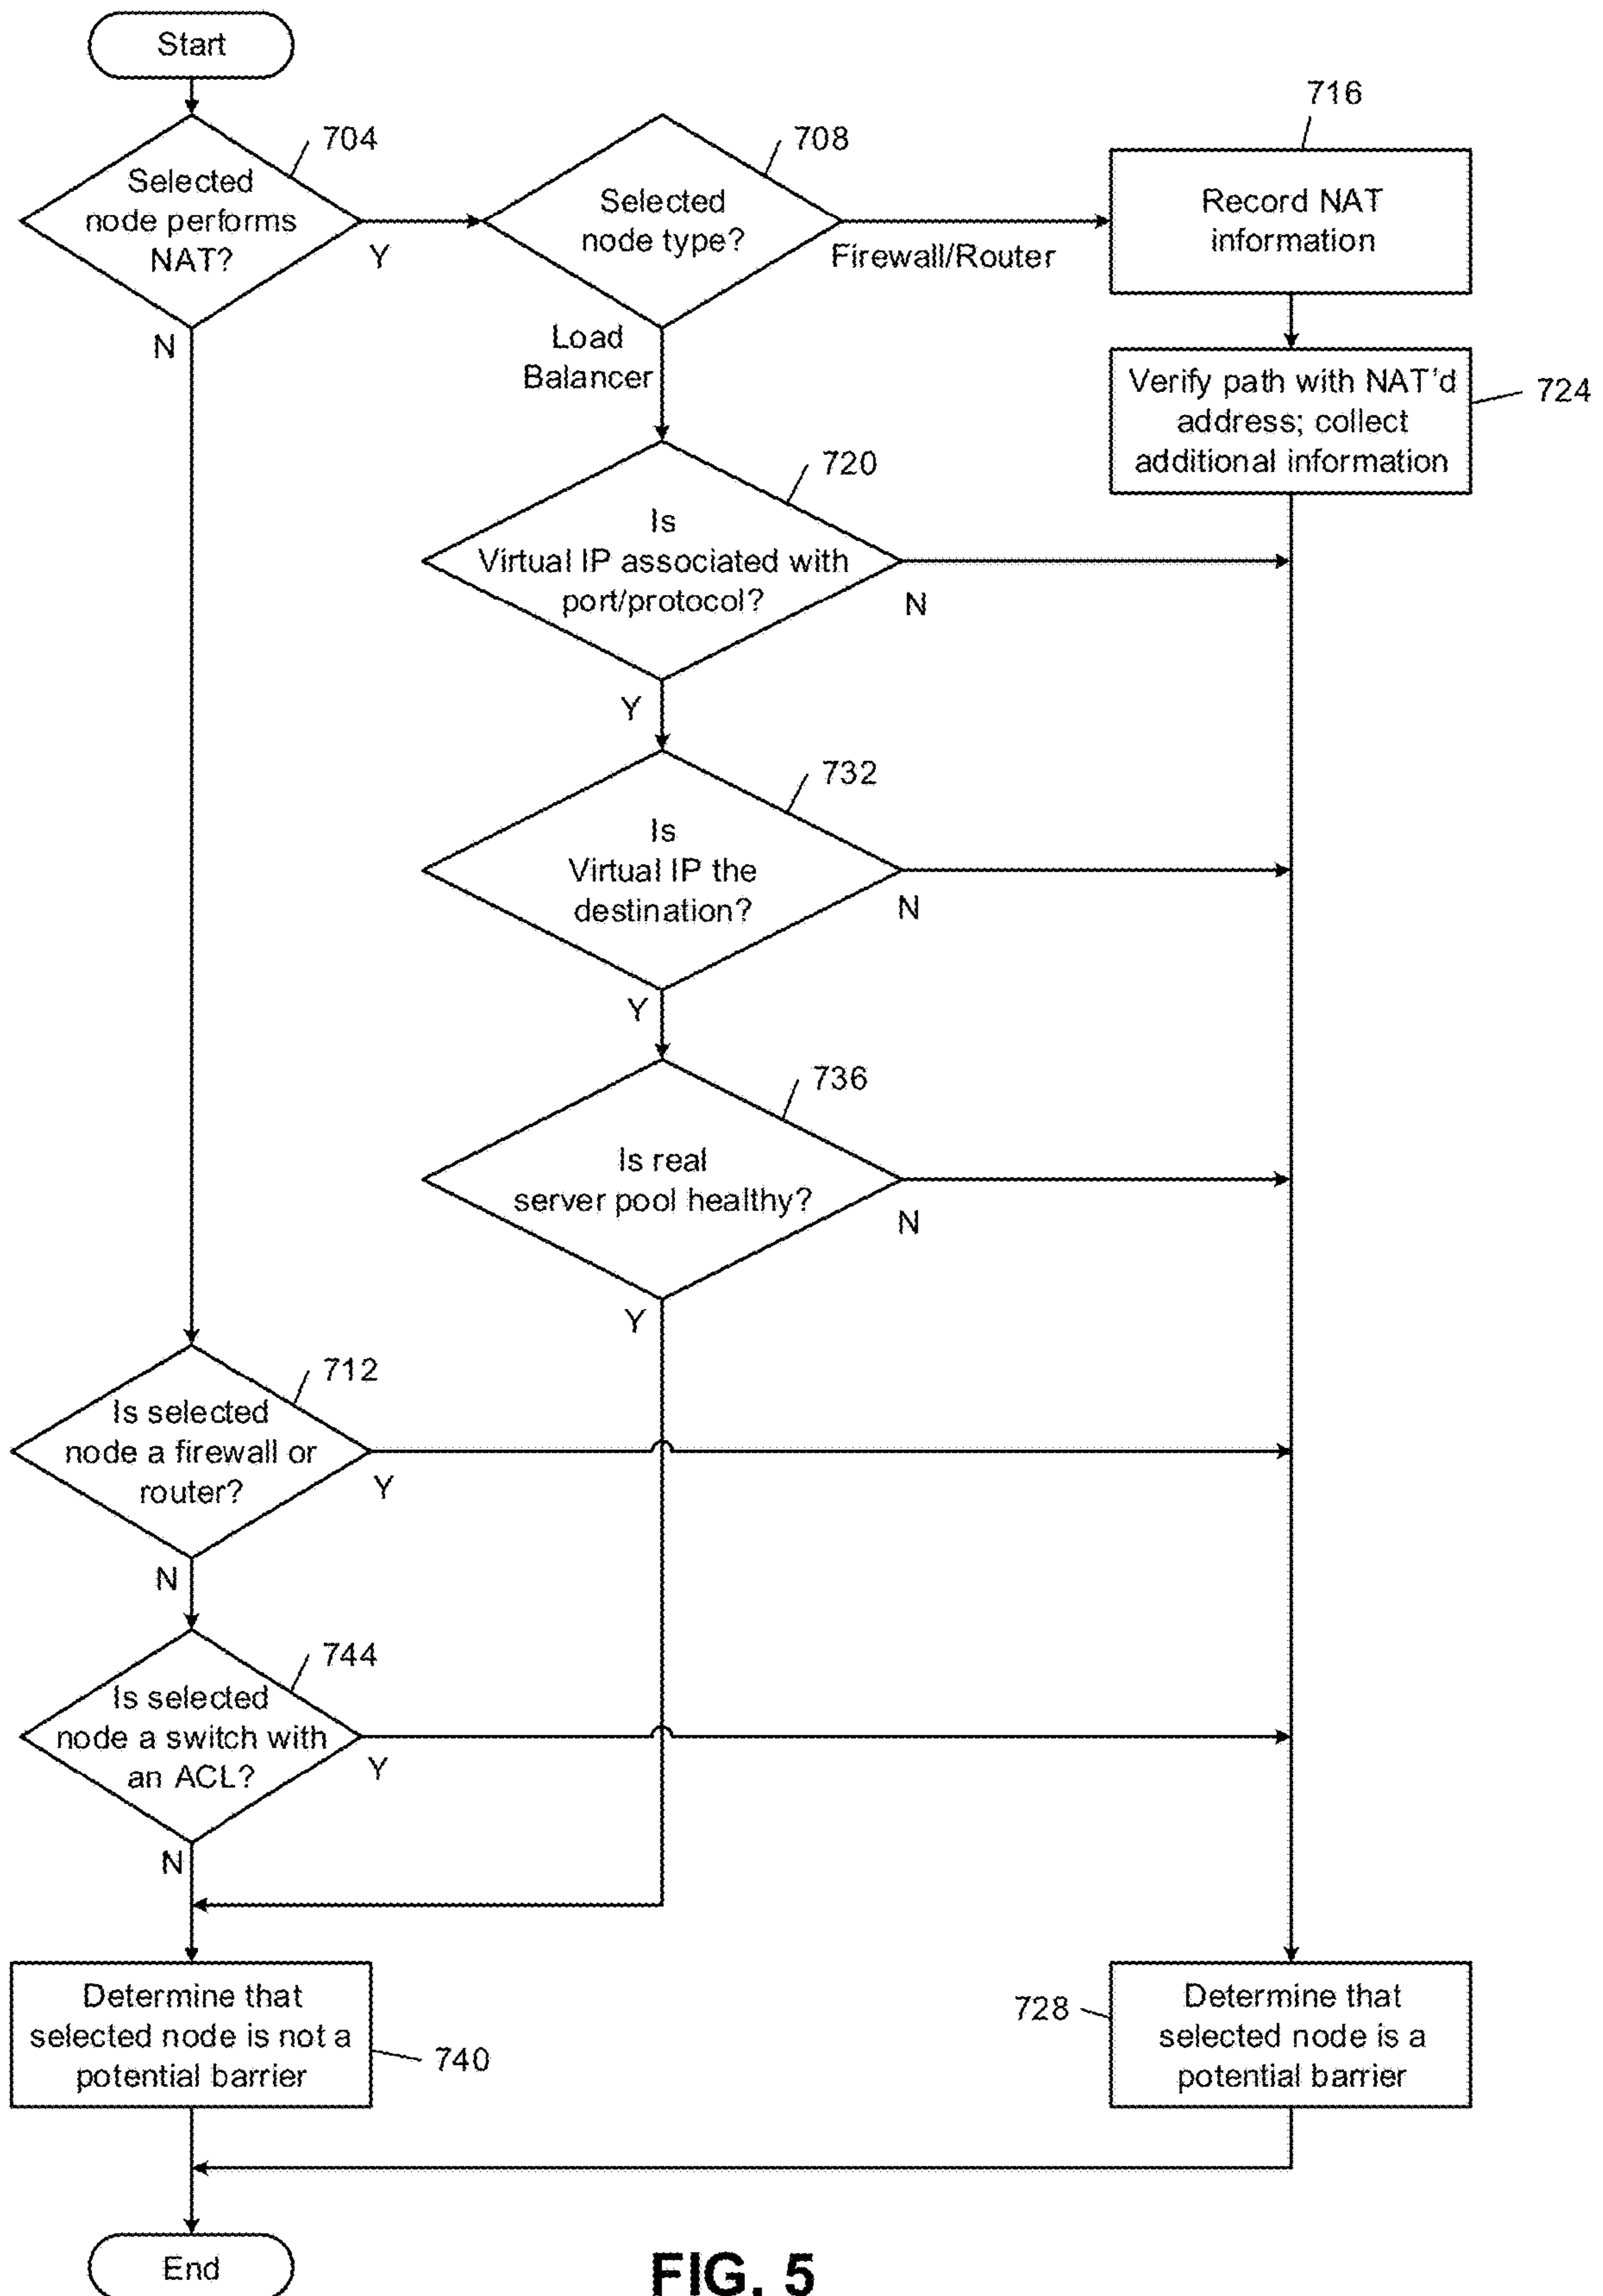 Start
704
Selected
node performs
NAT?
Y
N
708
Selected
node type?
Firewall/Router
Load
Balancer
716
Record NAT
information
Verify path with NAT'd
address; collect
additional information
724
720
Is
Virtual IP associated with
port/protocol?
N
Y
732
Is
Virtual IP the
destination?
N
Y
736
Is real
server pool healthy?
N
Y
712
Is selected
node a firewall or
router?
Y
N
744
Is selected
node a switch with
an ACL?
Y
N
Determine that
selected node is not a
potential barrier
740
728
Determine that
selected node is a
potential barrier
End
FIG. 5